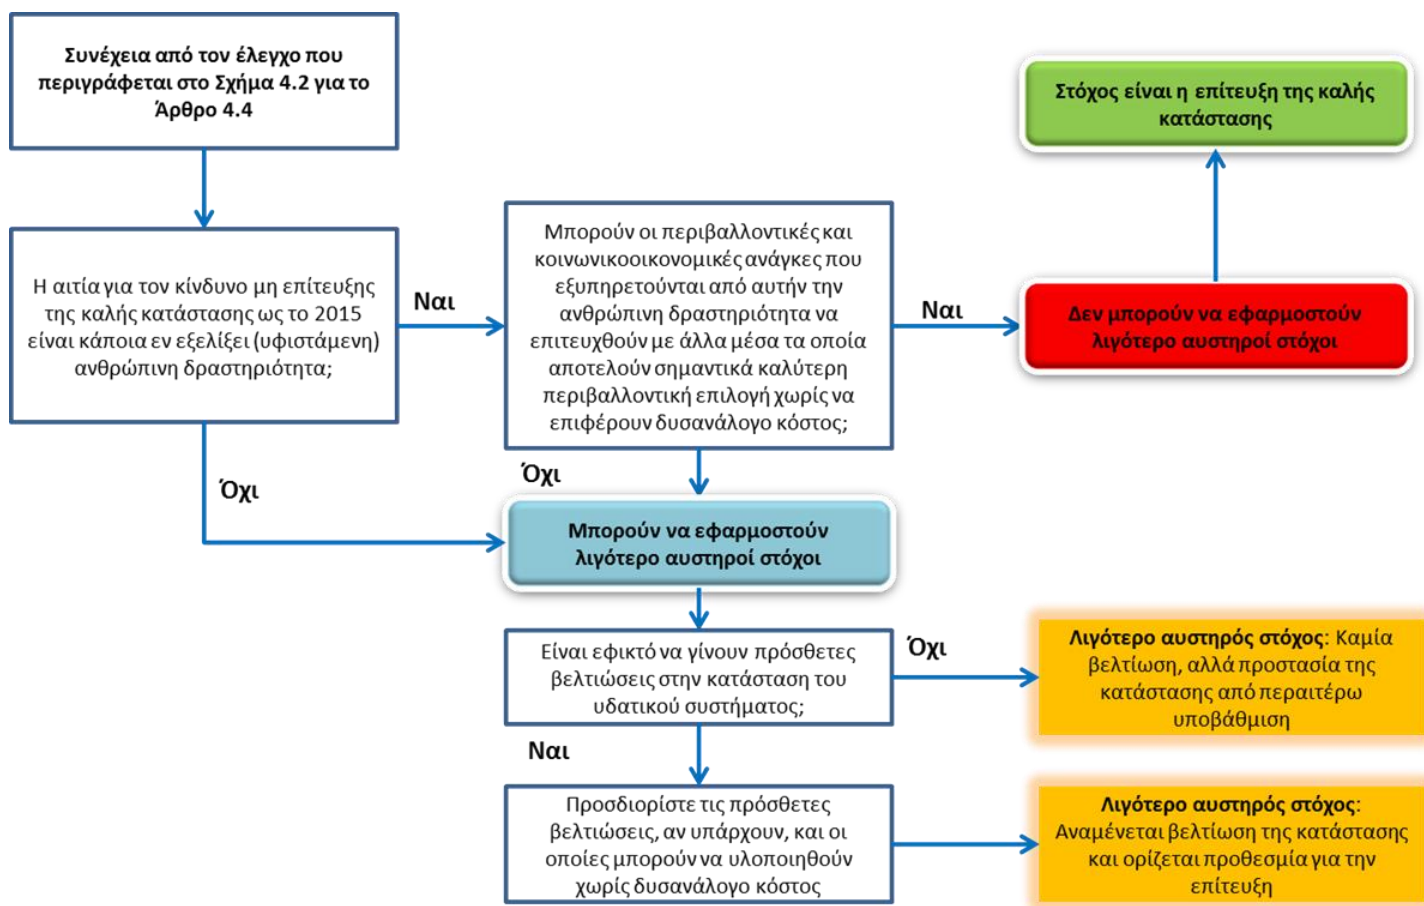 Συνέχεια από τον έλεγχο που
περιγράφεται στο Σχήμα 4.2 για το
Άρθρο 4.4
Στόχος είναι η επίτευξη της καλής
κατάστασης
Η αιτία για τον κίνδυνο μη επίτευξης
της καλής κατάστασης ως το 2015
είναι κάποια εν εξελίξει (υφιστάμενη)
ανθρώπινη δραστηριότητα;
Ναι
Μπορούν οι περιβαλλοντικές και
κοινωνικοοικονομικές ανάγκες που
εξυπηρετούνται από αυτήν την
ανθρώπινη δραστηριότητα να
επιτευχθούν με άλλα μέσα τα οποία
αποτελούν σημαντικά καλύτερη
περιβαλλοντική επιλογή χωρίς να
επιφέρουν δυσανάλογο κόστος;
Ναι
Δεν μπορούν να εφαρμοστούν
λιγότερο αυστηροί στόχοι
Όχι
Όχι
Μπορούν να εφαρμοστούν
λιγότερο αυστηροί στόχοι
Είναι εφικτό να γίνουν πρόσθετες
βελτιώσεις στην κατάσταση του
υδατικού συστήματος;
Όχι
Λιγότερο αυστηρός στόχος: Καμία
βελτίωση, αλλά προστασία της
κατάστασης από περαιτέρω
υποβάθμιση
Ναι
Προσδιορίστε τις πρόσθετες
βελτιώσεις, αν υπάρχουν, και οι
οποίες μπορούν να υλοποιηθούν
χωρίς δυσανάλογο κόστος
Λιγότερο αυστηρός στόχος:
Αναμένεται βελτίωση της κατάστασης
και ορίζεται προθεσμία για την
επίτευξη